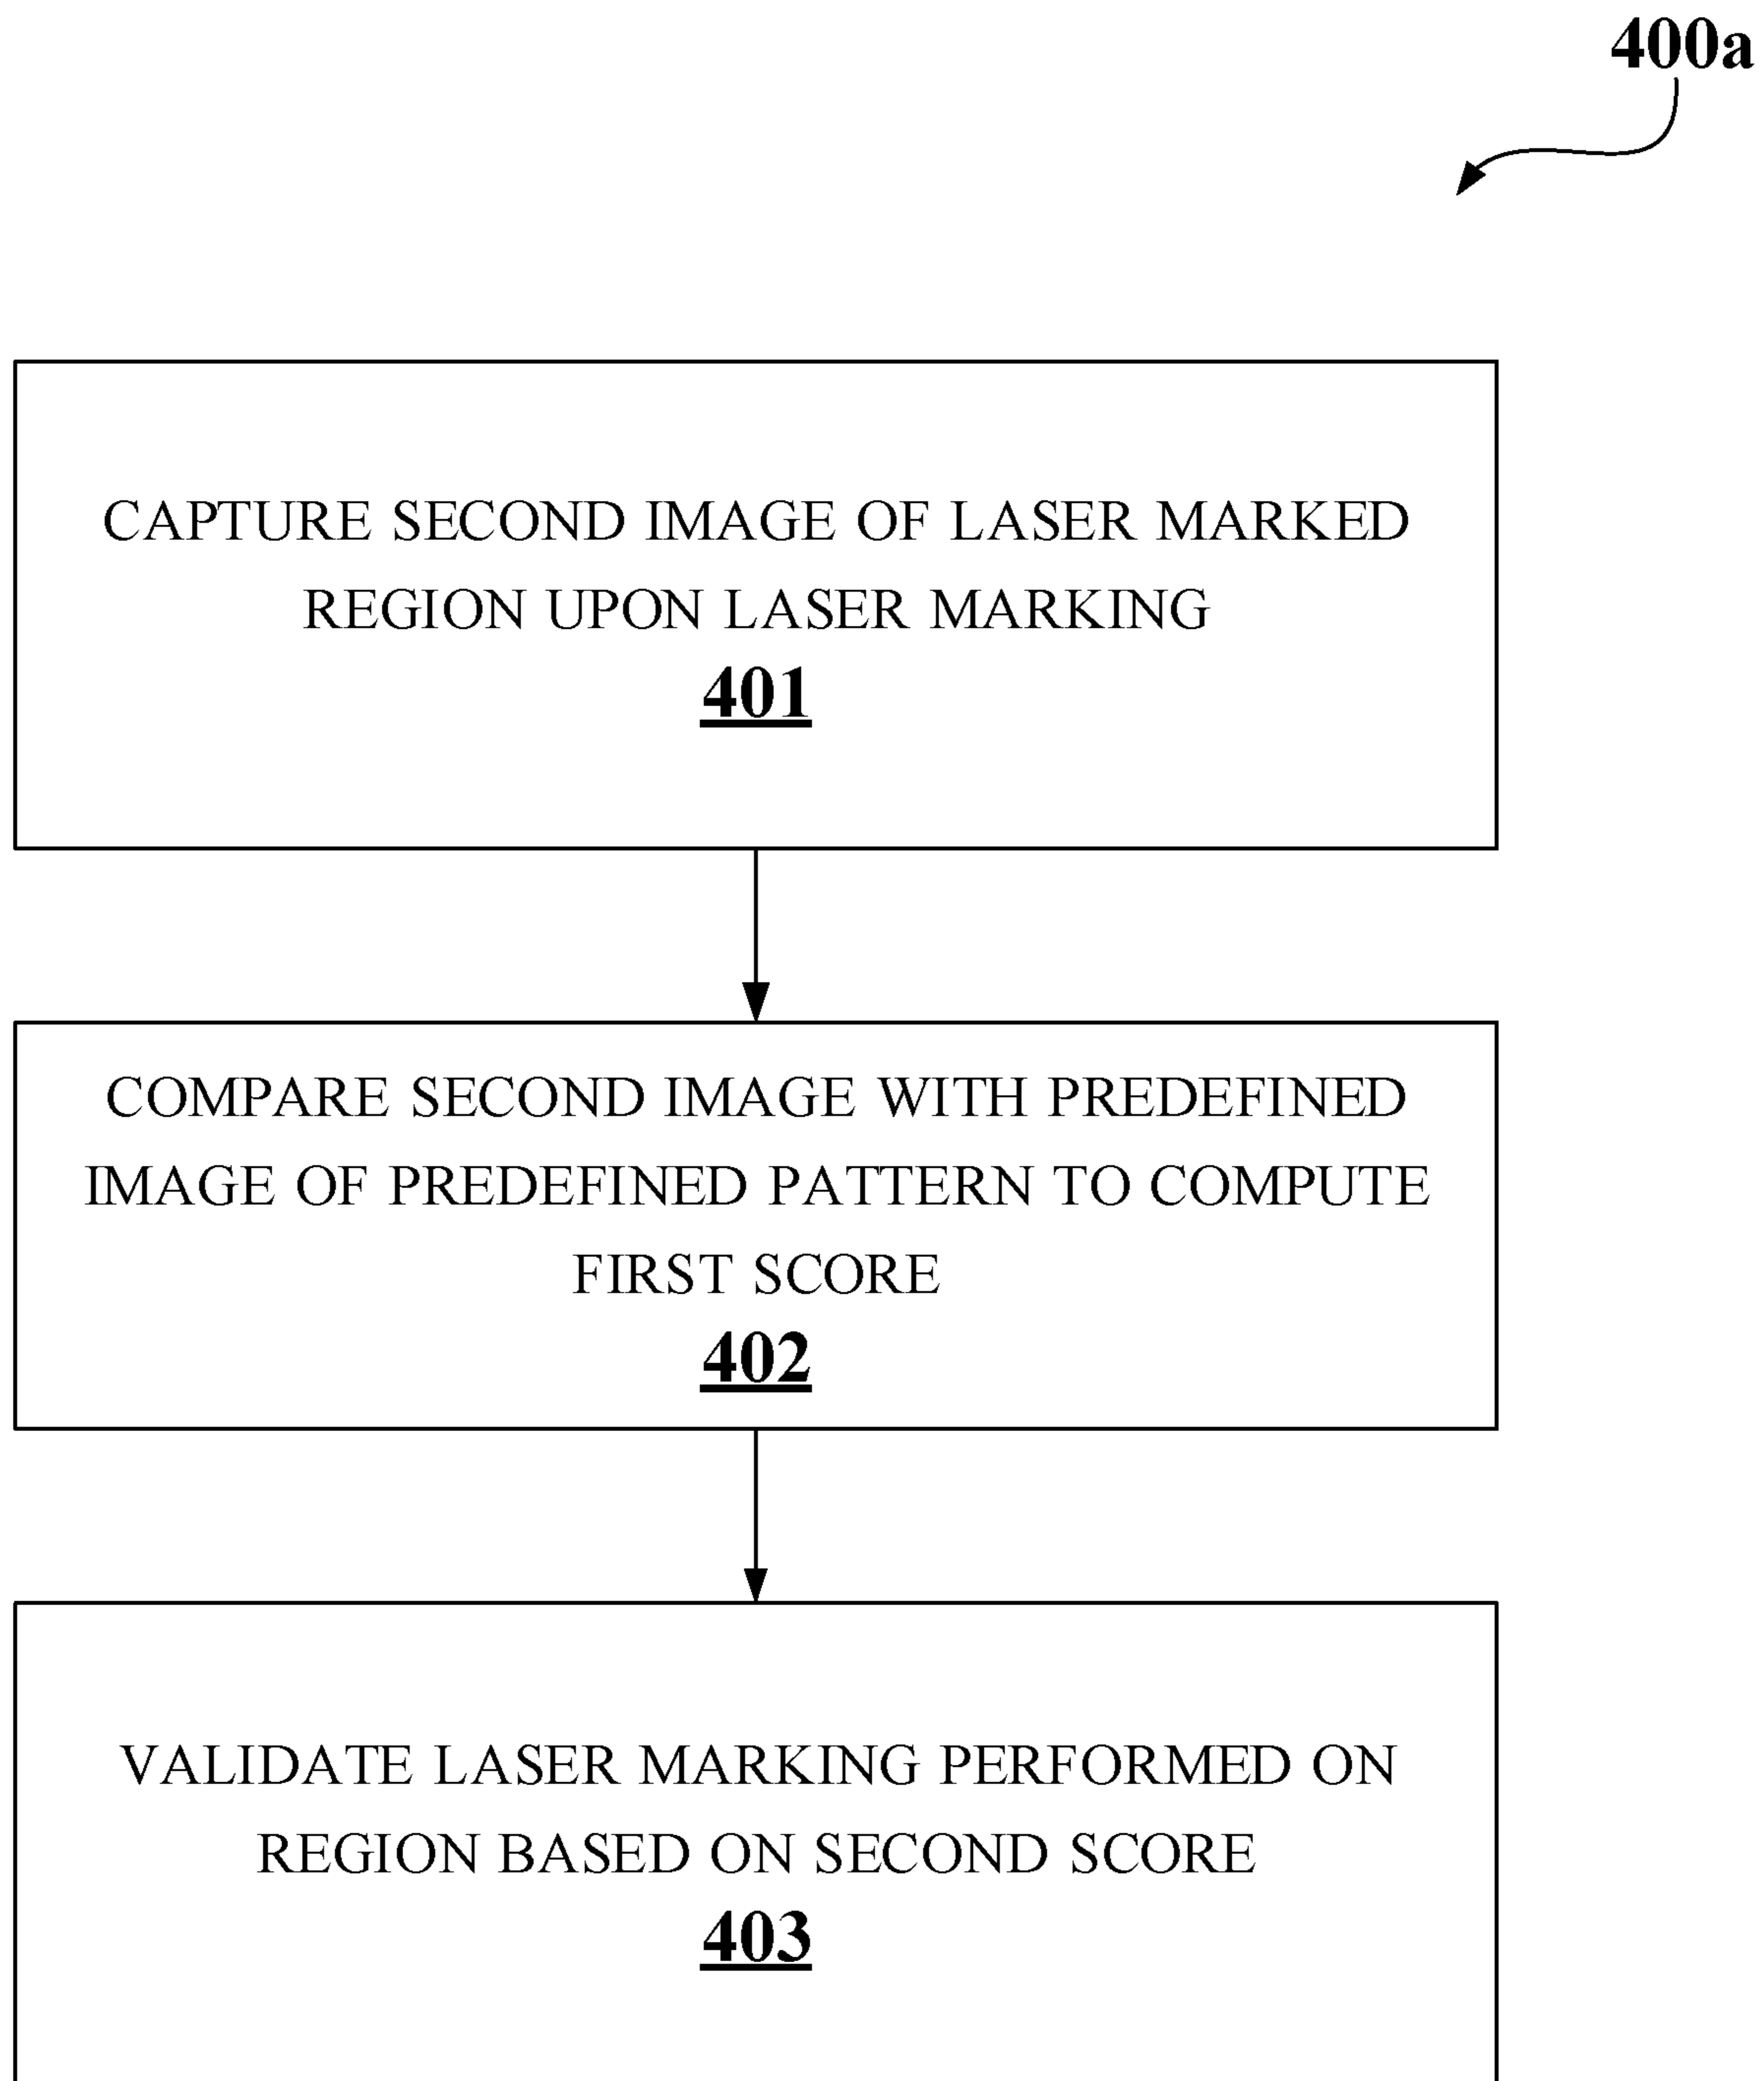 400a
CAPTURE SECOND IMAGE OF LASER MARKED
REGION UPON LASER MARKING
401
COMPARE SECOND IMAGE WITH PREDEFINED
IMAGE OF PREDEFINED PATTERN TO COMPUTE
FIRST SCORE
402
VALIDATE LASER MARKING PERFORMED ON
REGION BASED ON SECOND SCORE
403